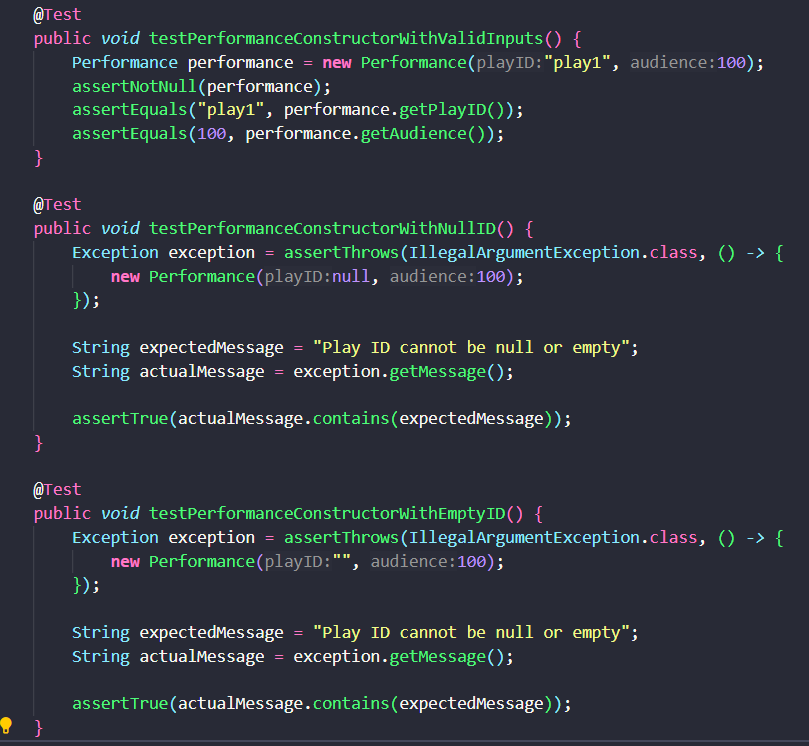 @Test
public void testPerformanceConstructorWithValidInputs() {
    Performance performance = new Performance(playID:"play1", audience:100);
    assertNotNull(performance);
    assertEquals("play1", performance.getPlayID());
    assertEquals(100, performance.getAudience());
}

@Test
public void testPerformanceConstructorWithNullID() {
    Exception exception = assertThrows(IllegalArgumentException.class, () -> {
        new Performance(playID:null, audience:100);
    });

    String expectedMessage = "Play ID cannot be null or empty";
    String actualMessage = exception.getMessage();

    assertTrue(actualMessage.contains(expectedMessage));
}

@Test
public void testPerformanceConstructorWithEmptyID() {
    Exception exception = assertThrows(IllegalArgumentException.class, () -> {
        new Performance(playID:"", audience:100);
    });

    String expectedMessage = "Play ID cannot be null or empty";
    String actualMessage = exception.getMessage();

    assertTrue(actualMessage.contains(expectedMessage));
}